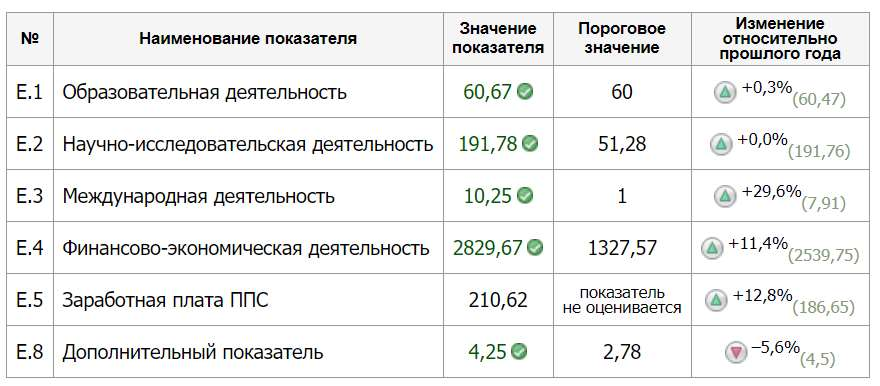 № Наименование показателя Значение показателя Пороговое значение Изменение относительно прошлого года
E.1 Образовательная деятельность 60,67 60 +0,3% (60,47)
E.2 Научно-исследовательская деятельность 191,78 51,28 +0,0% (191,76)
E.3 Международная деятельность 10,25 1 +29,6% (7,91)
E.4 Финансово-экономическая деятельность 2829,67 1327,57 +11,4% (2539,75)
E.5 Заработная плата ППС 210,62 показатель не оценивается +12,8% (186,65)
E.8 Дополнительный показатель 4,25 2,78 –5,6% (4,5)